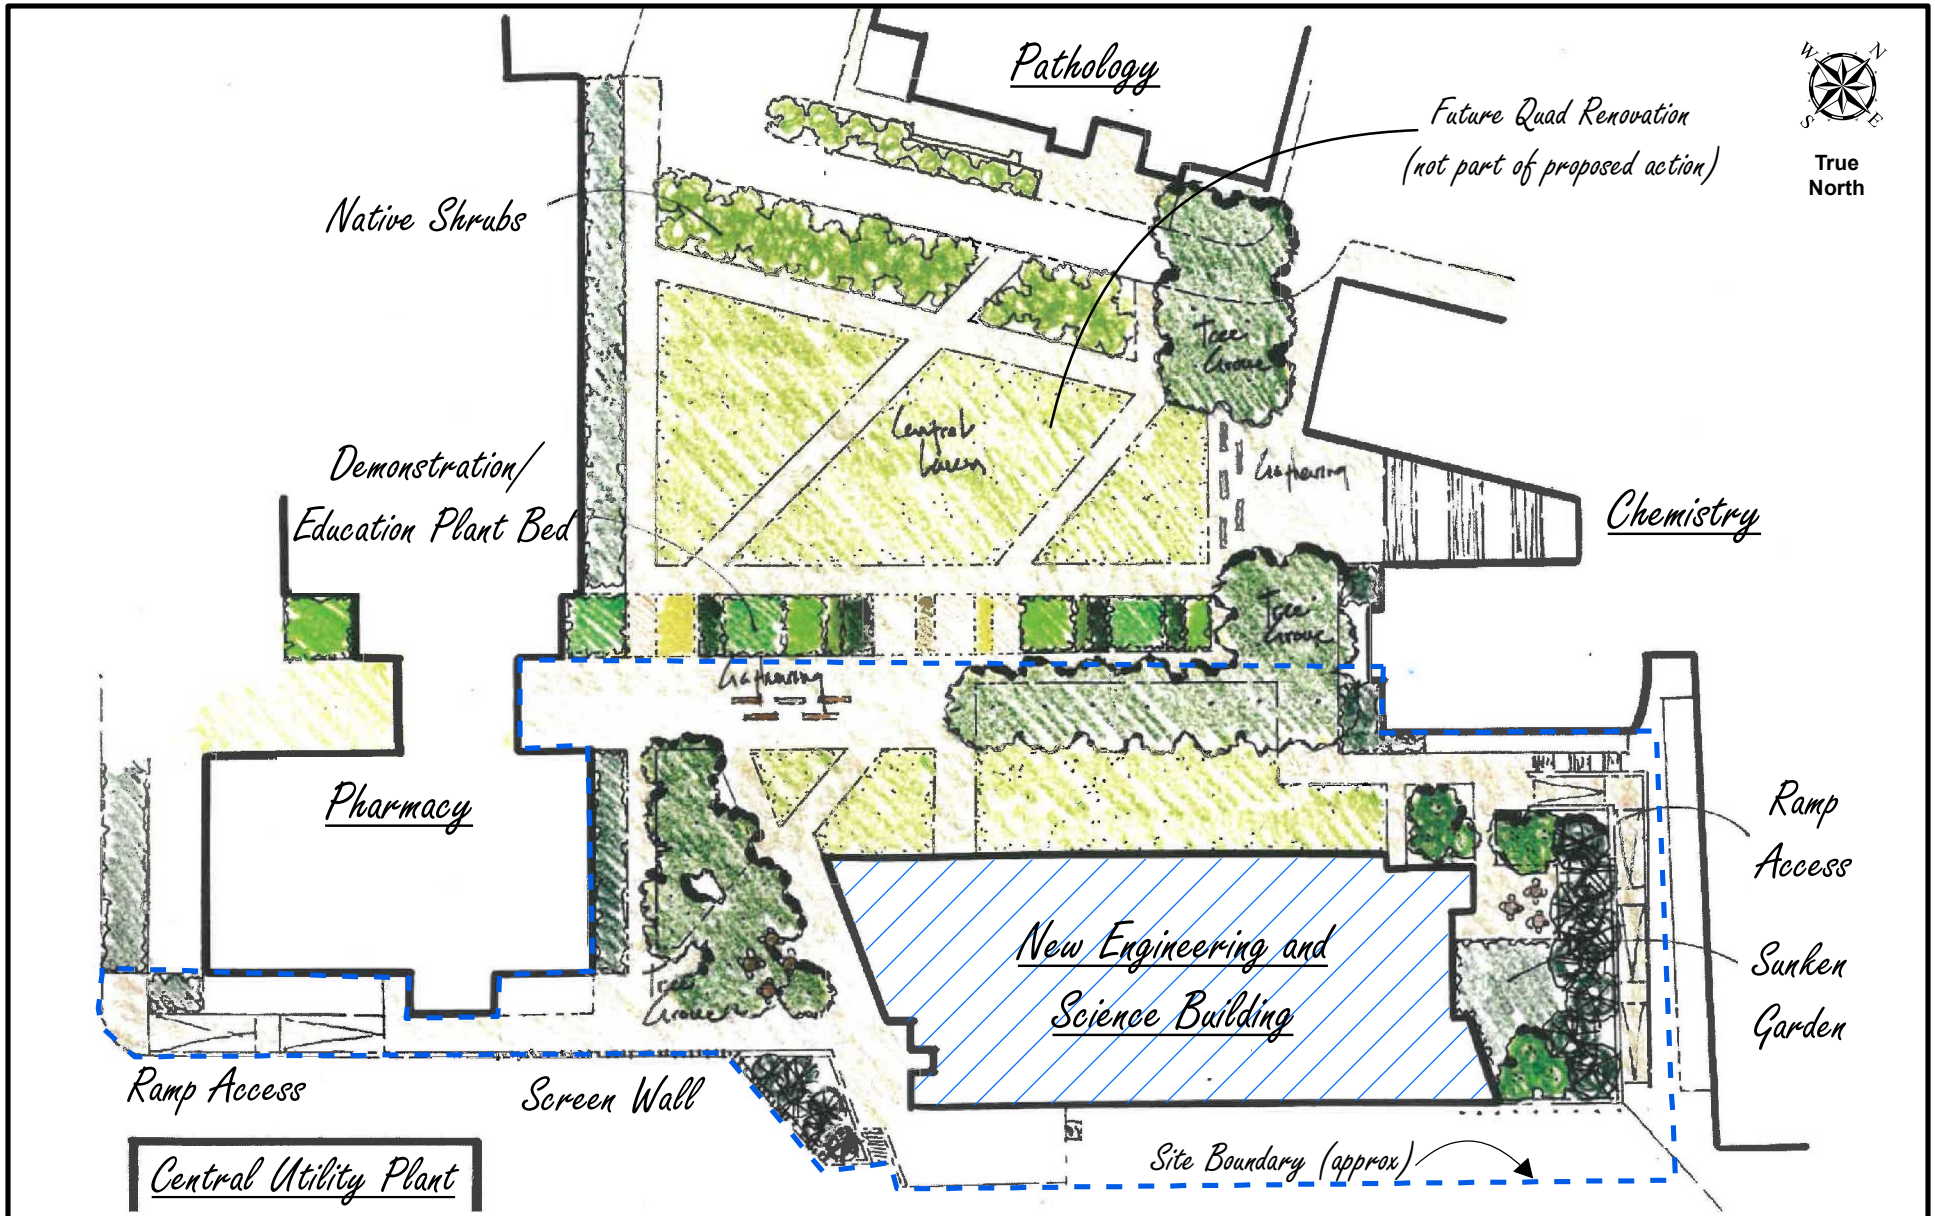 Pathology
W
N
S
E
True
North
Future Quad Renovation
(not part of proposed action)
Native Shrubs
Tree
Grove
Central
Lawn
Demonstration/
Education Plant Bed
Gathering
Chemistry
Tree
Grove
Gathering
Pharmacy
Ramp
Access
New Engineering and
Science Building
Sunken
Garden
Tree
Grove
Ramp Access
Screen Wall
Site Boundary (approx)
Central Utility Plant